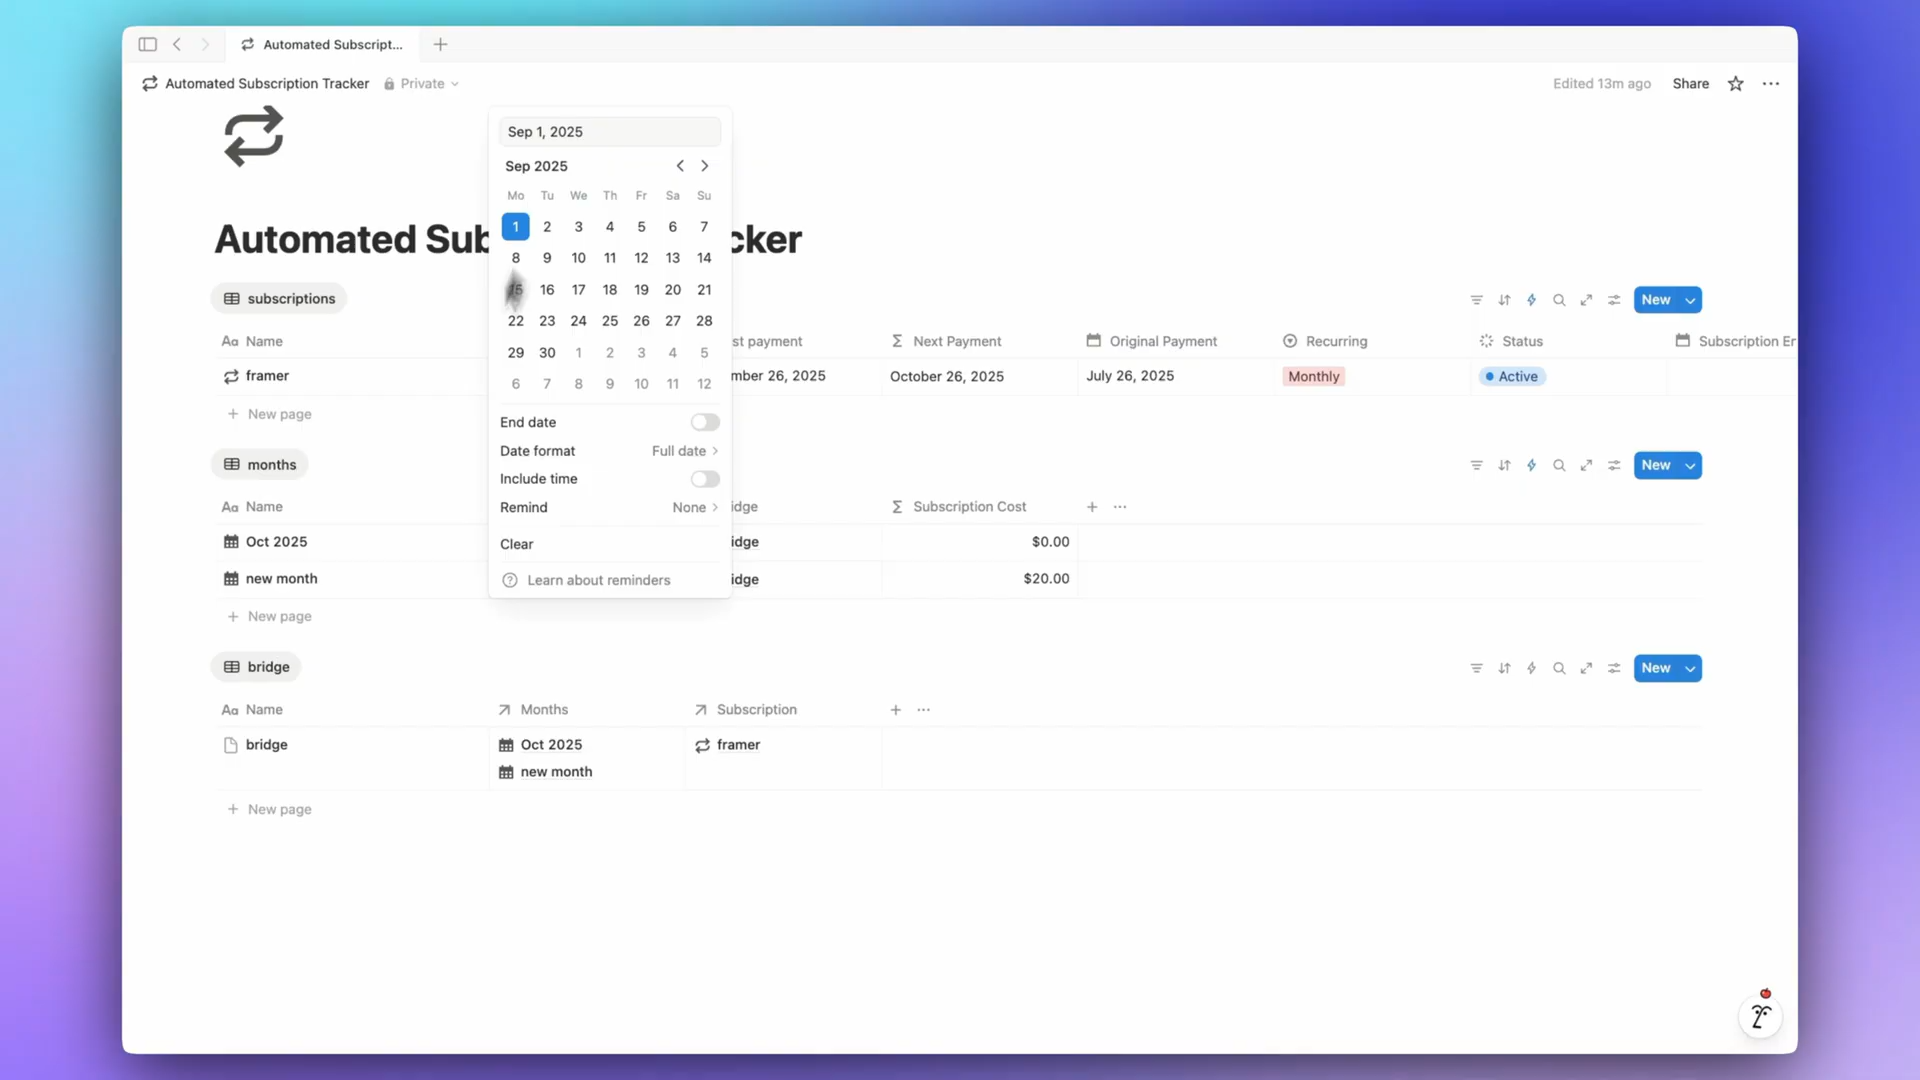 Automated Subscript...
Automated Subscription Tracker Private
Edited 13m ago Share
Sep 1, 2025
Sep 2025
Mo Tu We Th Fr Sa Su
1 2 3 4 5 6 7
8 9 10 11 12 13 14
15 16 17 18 19 20 21
22 23 24 25 26 27 28
29 30 1 2 3 4 5
6 7 8 9 10 11 12
End date
Date format Full date
Include time
Remind None
Clear
Learn about reminders
Automated Sub cker
subscriptions
New
Aa Name st payment Σ Next Payment Original Payment Recurring Status Subscription Er
framer mber 26, 2025 October 26, 2025 July 26, 2025 Monthly Active
+ New page
months
New
Aa Name idge Σ Subscription Cost + ...
Oct 2025 idge $0.00
new month idge $20.00
+ New page
bridge
New
Aa Name Months Subscription + ...
bridge Oct 2025 framer
new month
+ New page